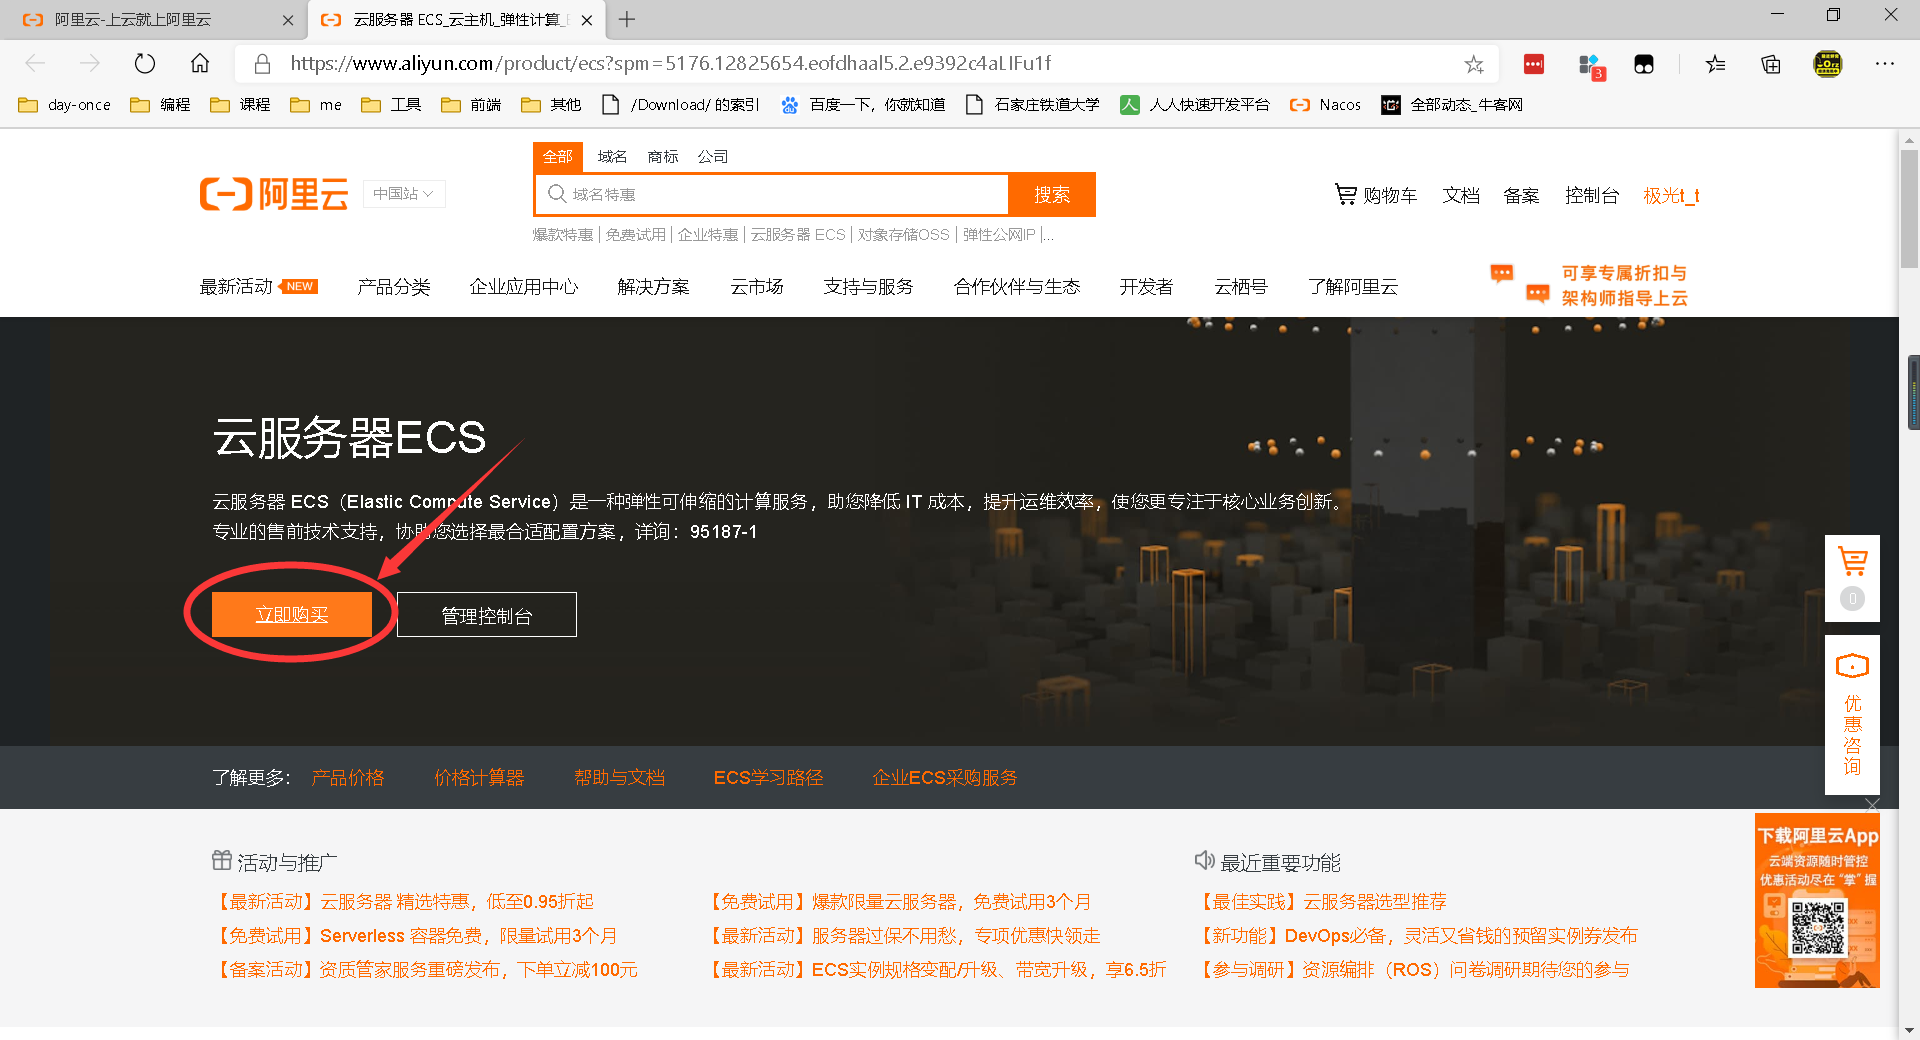 阿里云-上云就上阿里云
云服务器 ECS_云主机_弹性计算_E
https://www.aliyun.com/product/ecs?spm=5176.12825654.eofdhaal5.2.e9392c4aLIFu1f
3
day-once 编程 课程 me 工具 前端 其他 /Download/ 的索引 百度一下，你就知道 石家庄铁道大学 人人快速开发平台 Nacos 全部动态_牛客网
全部 域名 商标 公司
阿里云 中国站
域名特惠 搜索
购物车 文档 备案 控制台 极光t_t
爆款特惠 | 免费试用 | 企业特惠 | 云服务器 ECS | 对象存储OSS | 弹性公网IP |...
最新活动 NEW 产品分类 企业应用中心 解决方案 云市场 支持与服务 合作伙伴与生态 开发者 云栖号 了解阿里云
可享专属折扣与
架构师指导上云
云服务器ECS
云服务器 ECS（Elastic Compute Service）是一种弹性可伸缩的计算服务，助您降低 IT 成本，提升运维效率，使您更专注于核心业务创新。
专业的售前技术支持，协助您选择最合适配置方案，详询：95187-1
立即购买 管理控制台
0
优惠咨询
了解更多： 产品价格 价格计算器 帮助与文档 ECS学习路径 企业ECS采购服务
活动与推广
【最新活动】云服务器 精选特惠，低至0.95折起
【免费试用】Serverless 容器免费，限量试用3个月
【备案活动】资质管家服务重磅发布，下单立减100元
【免费试用】爆款限量云服务器，免费试用3个月
【最新活动】服务器过保不用愁，专项优惠快领走
【最新活动】ECS实例规格变配/升级、带宽升级，享6.5折
最近重要功能
【最佳实践】云服务器选型推荐
【新功能】DevOps必备，灵活又省钱的预留实例券发布
【参与调研】资源编排（ROS）问卷调研期待您的参与
下载阿里云App
云端资源随时管控
优惠活动尽在“掌”握